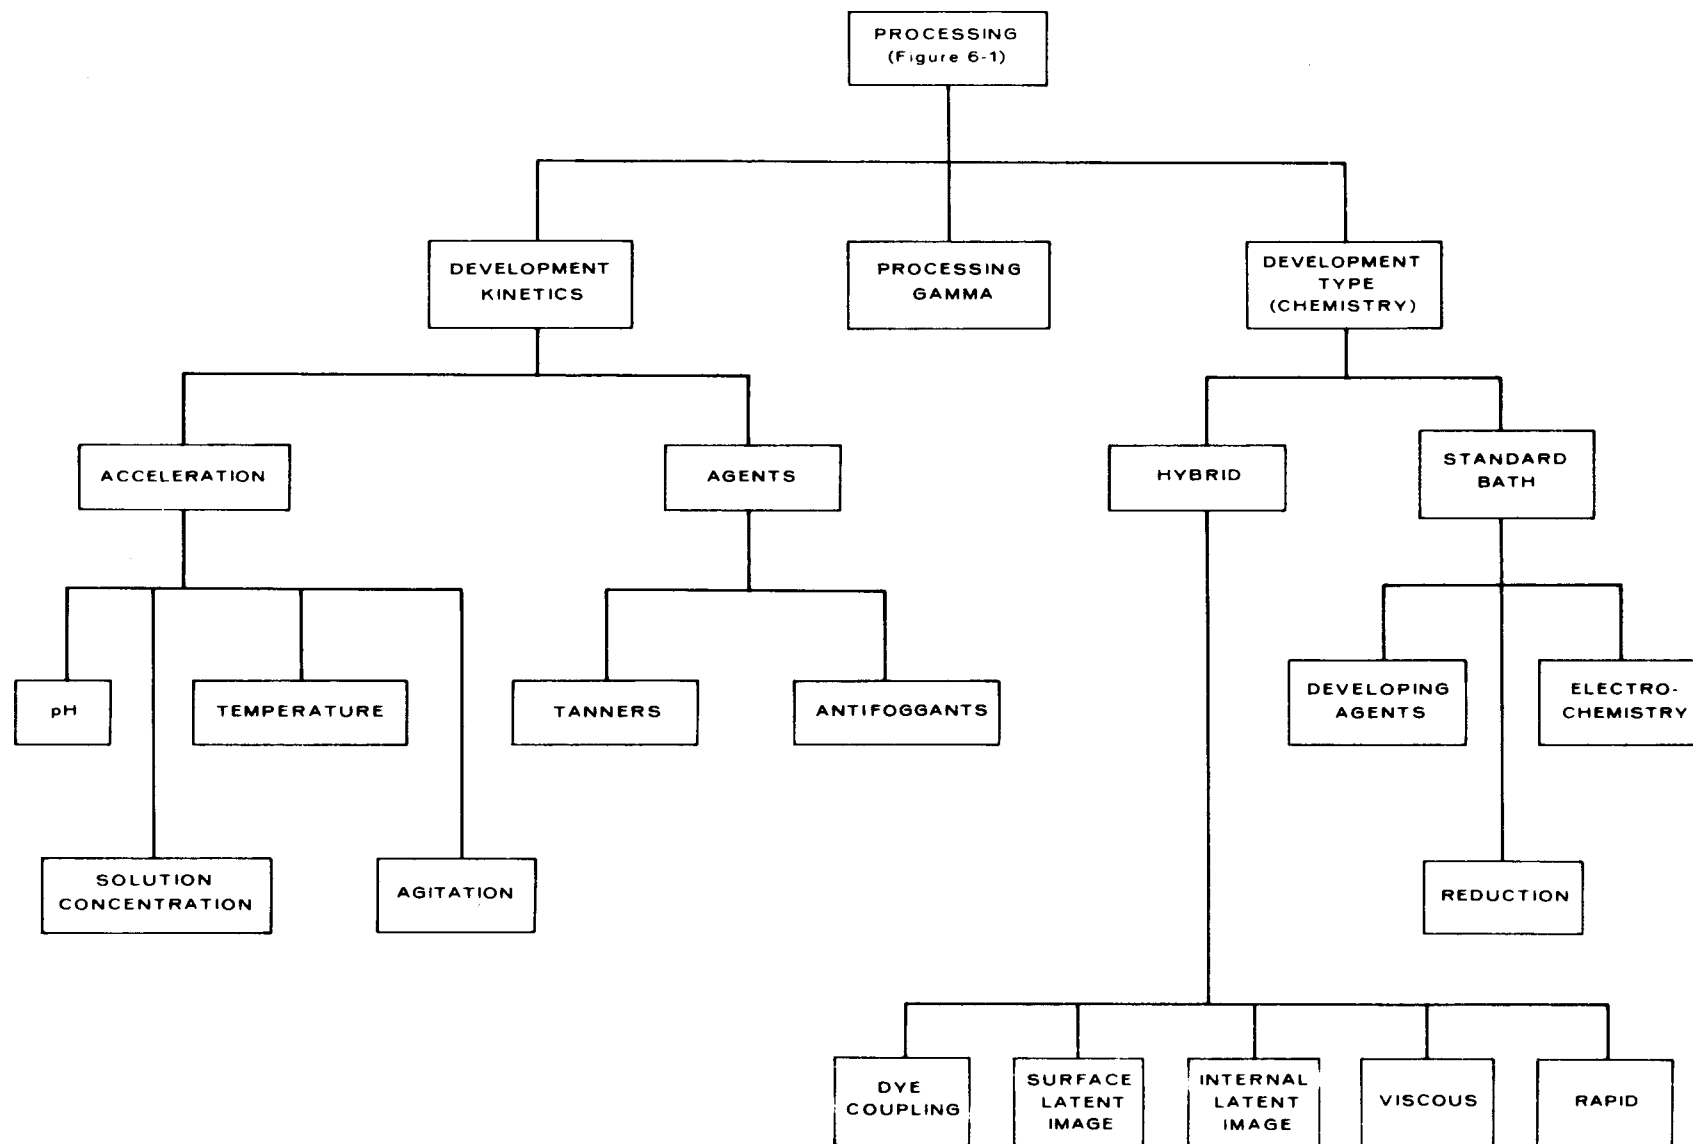 PROCESSING
(Figure 6-1)
DEVELOPMENT
KINETICS
PROCESSING
GAMMA
DEVELOPMENT
TYPE
(CHEMISTRY)
ACCELERATION
AGENTS
HYBRID
STANDARD
BATH
pH
TEMPERATURE
TANNERS
ANTIFOGGANTS
DEVELOPING
AGENTS
ELECTRO-
CHEMISTRY
SOLUTION
CONCENTRATION
AGITATION
REDUCTION
DYE
COUPLING
SURFACE
LATENT
IMAGE
INTERNAL
LATENT
IMAGE
VISCOUS
RAPID